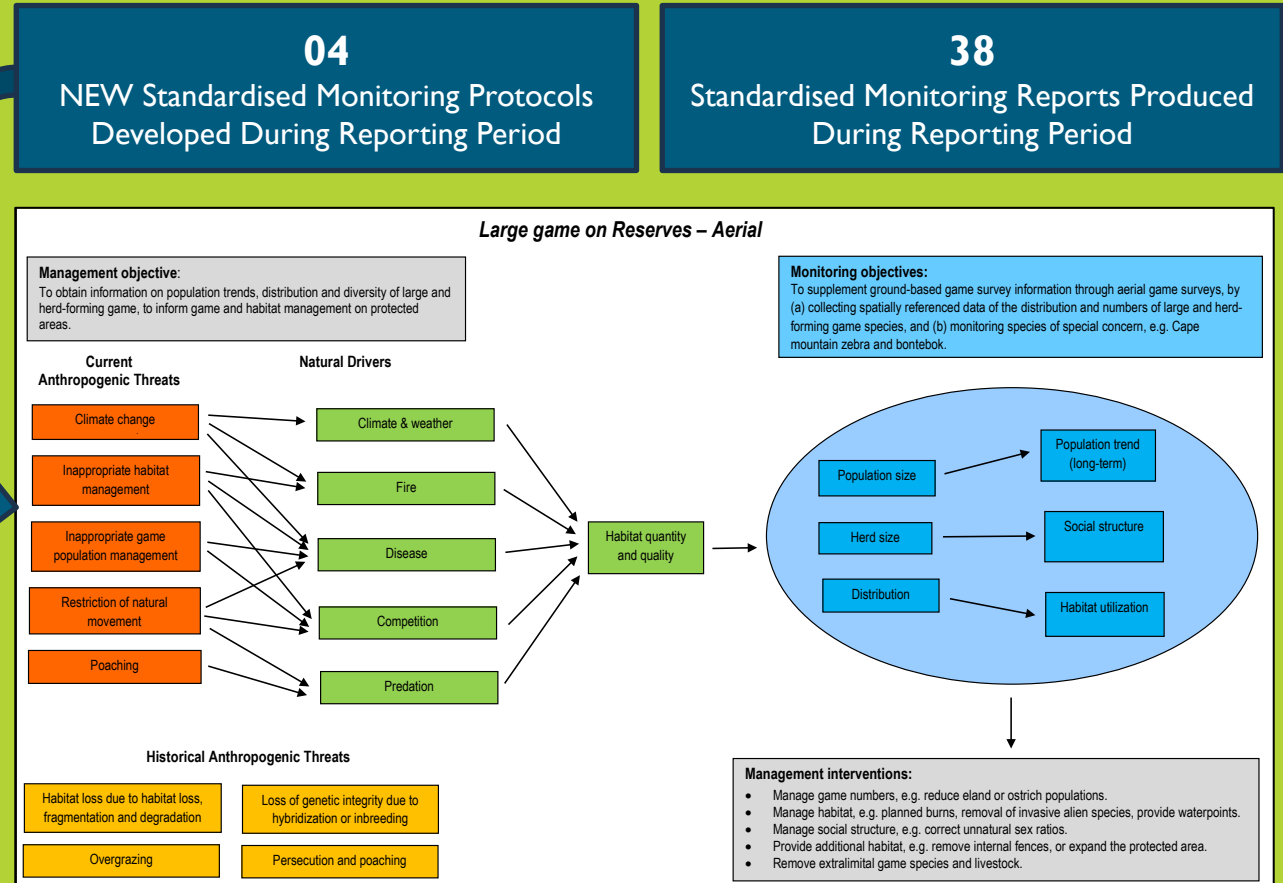 04
NEW Standardised Monitoring Protocols
Developed During Reporting Period
38
Standardised Monitoring Reports Produced
During Reporting Period
Large game on Reserves – Aerial
Management objective:
To obtain information on population trends, distribution and diversity of large and
herd-forming game, to inform game and habitat management on protected
areas.
Monitoring objectives:
To supplement ground-based game survey information through aerial game surveys, by
(a) collecting spatially referenced data of the distribution and numbers of large and herd-
forming game species, and (b) monitoring species of special concern, e.g. Cape
mountain zebra and bontebok.
Current
Anthropogenic Threats
Natural Drivers
Climate change
Inappropriate habitat
management
Inappropriate game
population management
Restriction of natural
movement
Poaching
Climate & weather
Fire
Disease
Competition
Predation
Habitat quantity
and quality
Population size
Herd size
Distribution
Population trend
(long-term)
Social structure
Habitat utilization
Historical Anthropogenic Threats
Habitat loss due to habitat loss,
fragmentation and degradation
Loss of genetic integrity due to
hybridization or inbreeding
Overgrazing
Persecution and poaching
Management interventions:
• Manage game numbers, e.g. reduce eland or ostrich populations.
• Manage habitat, e.g. planned burns, removal of invasive alien species, provide waterpoints.
• Manage social structure, e.g. correct unnatural sex ratios.
• Provide additional habitat, e.g. remove internal fences, or expand the protected area.
• Remove extralimital game species and livestock.